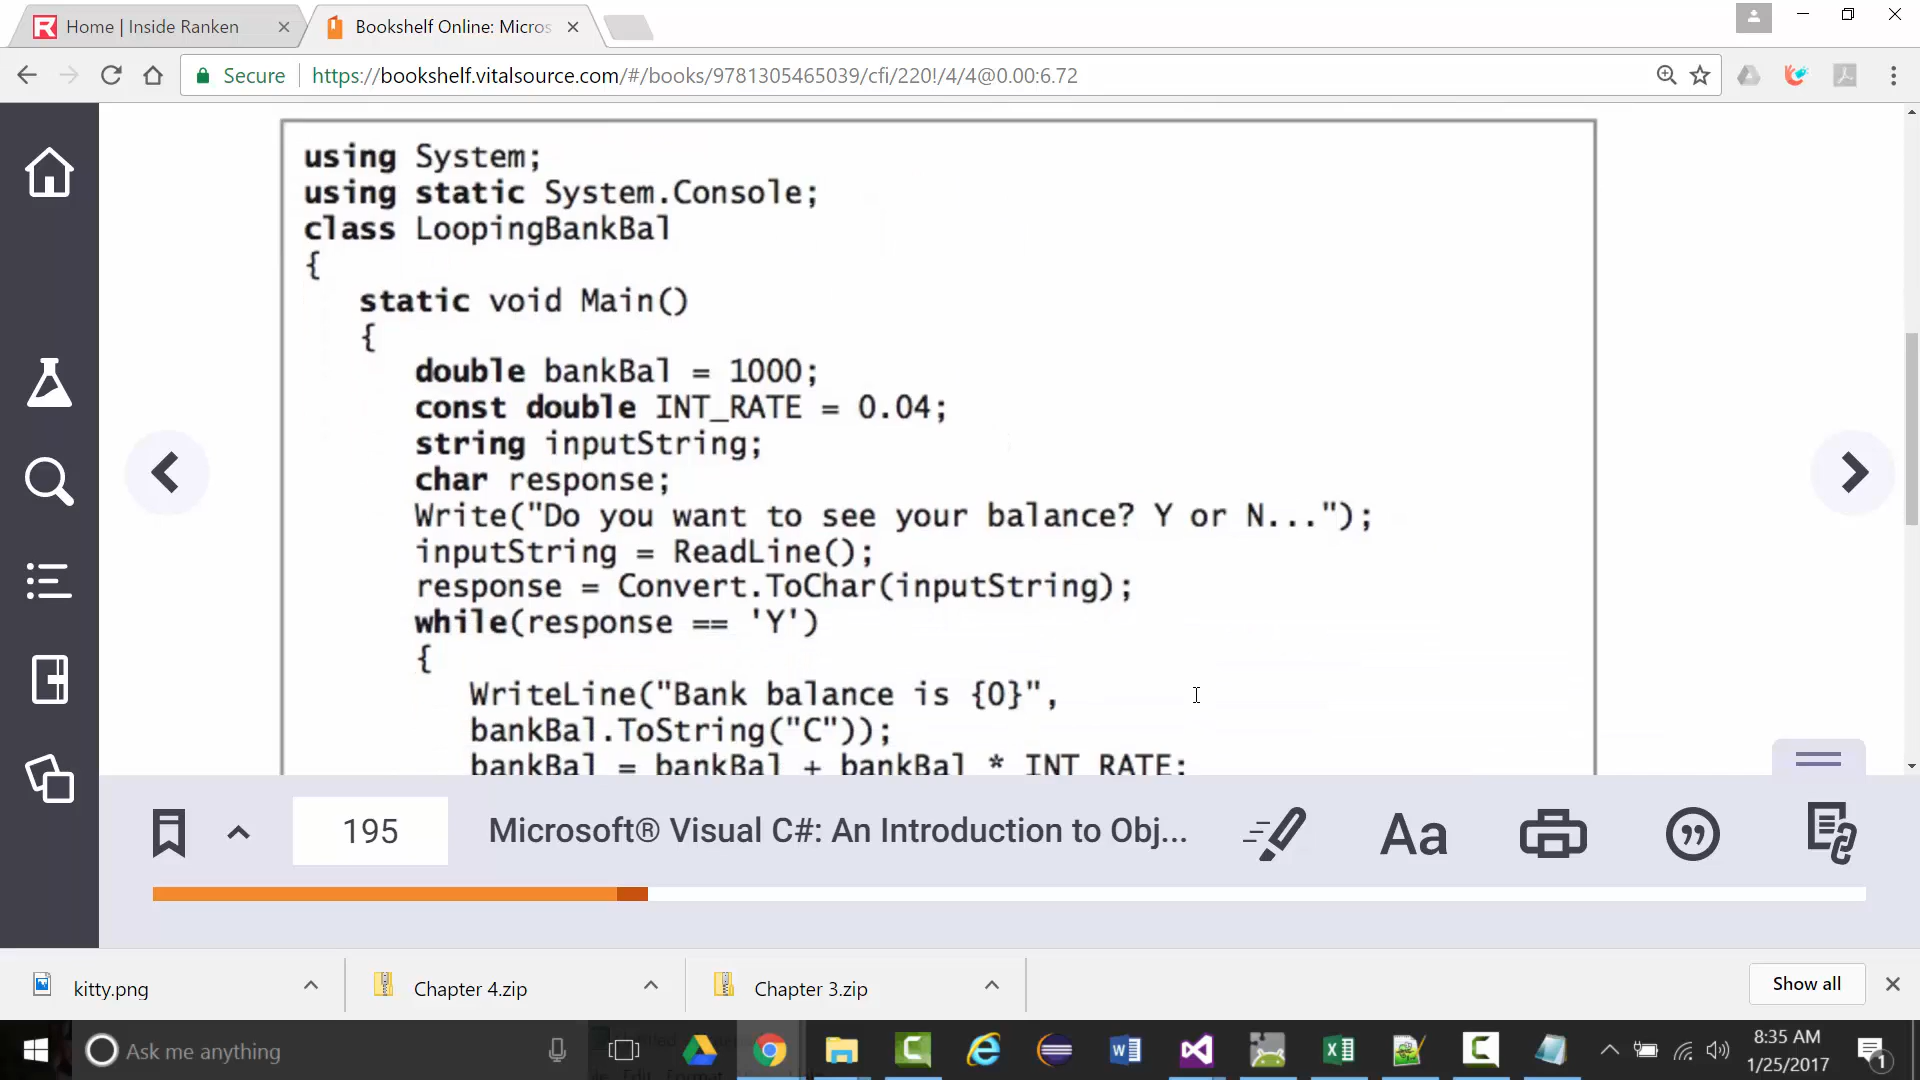 Home | Inside Ranken
Bookshelf Online: Micros
Secure
https://bookshelf.vitalsource.com/#/books/9781305465039/cfi/220!/4/4@0.00:6.72
using System;
using static System.Console;
class LoopingBankBal
{
static void Main()
{
double bankBal = 1000;
const double INT_RATE = 0.04;
string inputString;
char response;
Write("Do you want to see your balance? Y or N...");
inputString = ReadLine();
response = Convert.ToChar(inputString);
while(response == 'Y')
{
WriteLine("Bank balance is {0}",
bankBal.ToString("C"));
bankBal = bankBal + bankBal * INT_RATE;
195
Microsoft® Visual C#: An Introduction to Obj...
Aa
kitty.png
Chapter 4.zip
Chapter 3.zip
Show all
Ask me anything
8:35 AM
1/25/2017
1